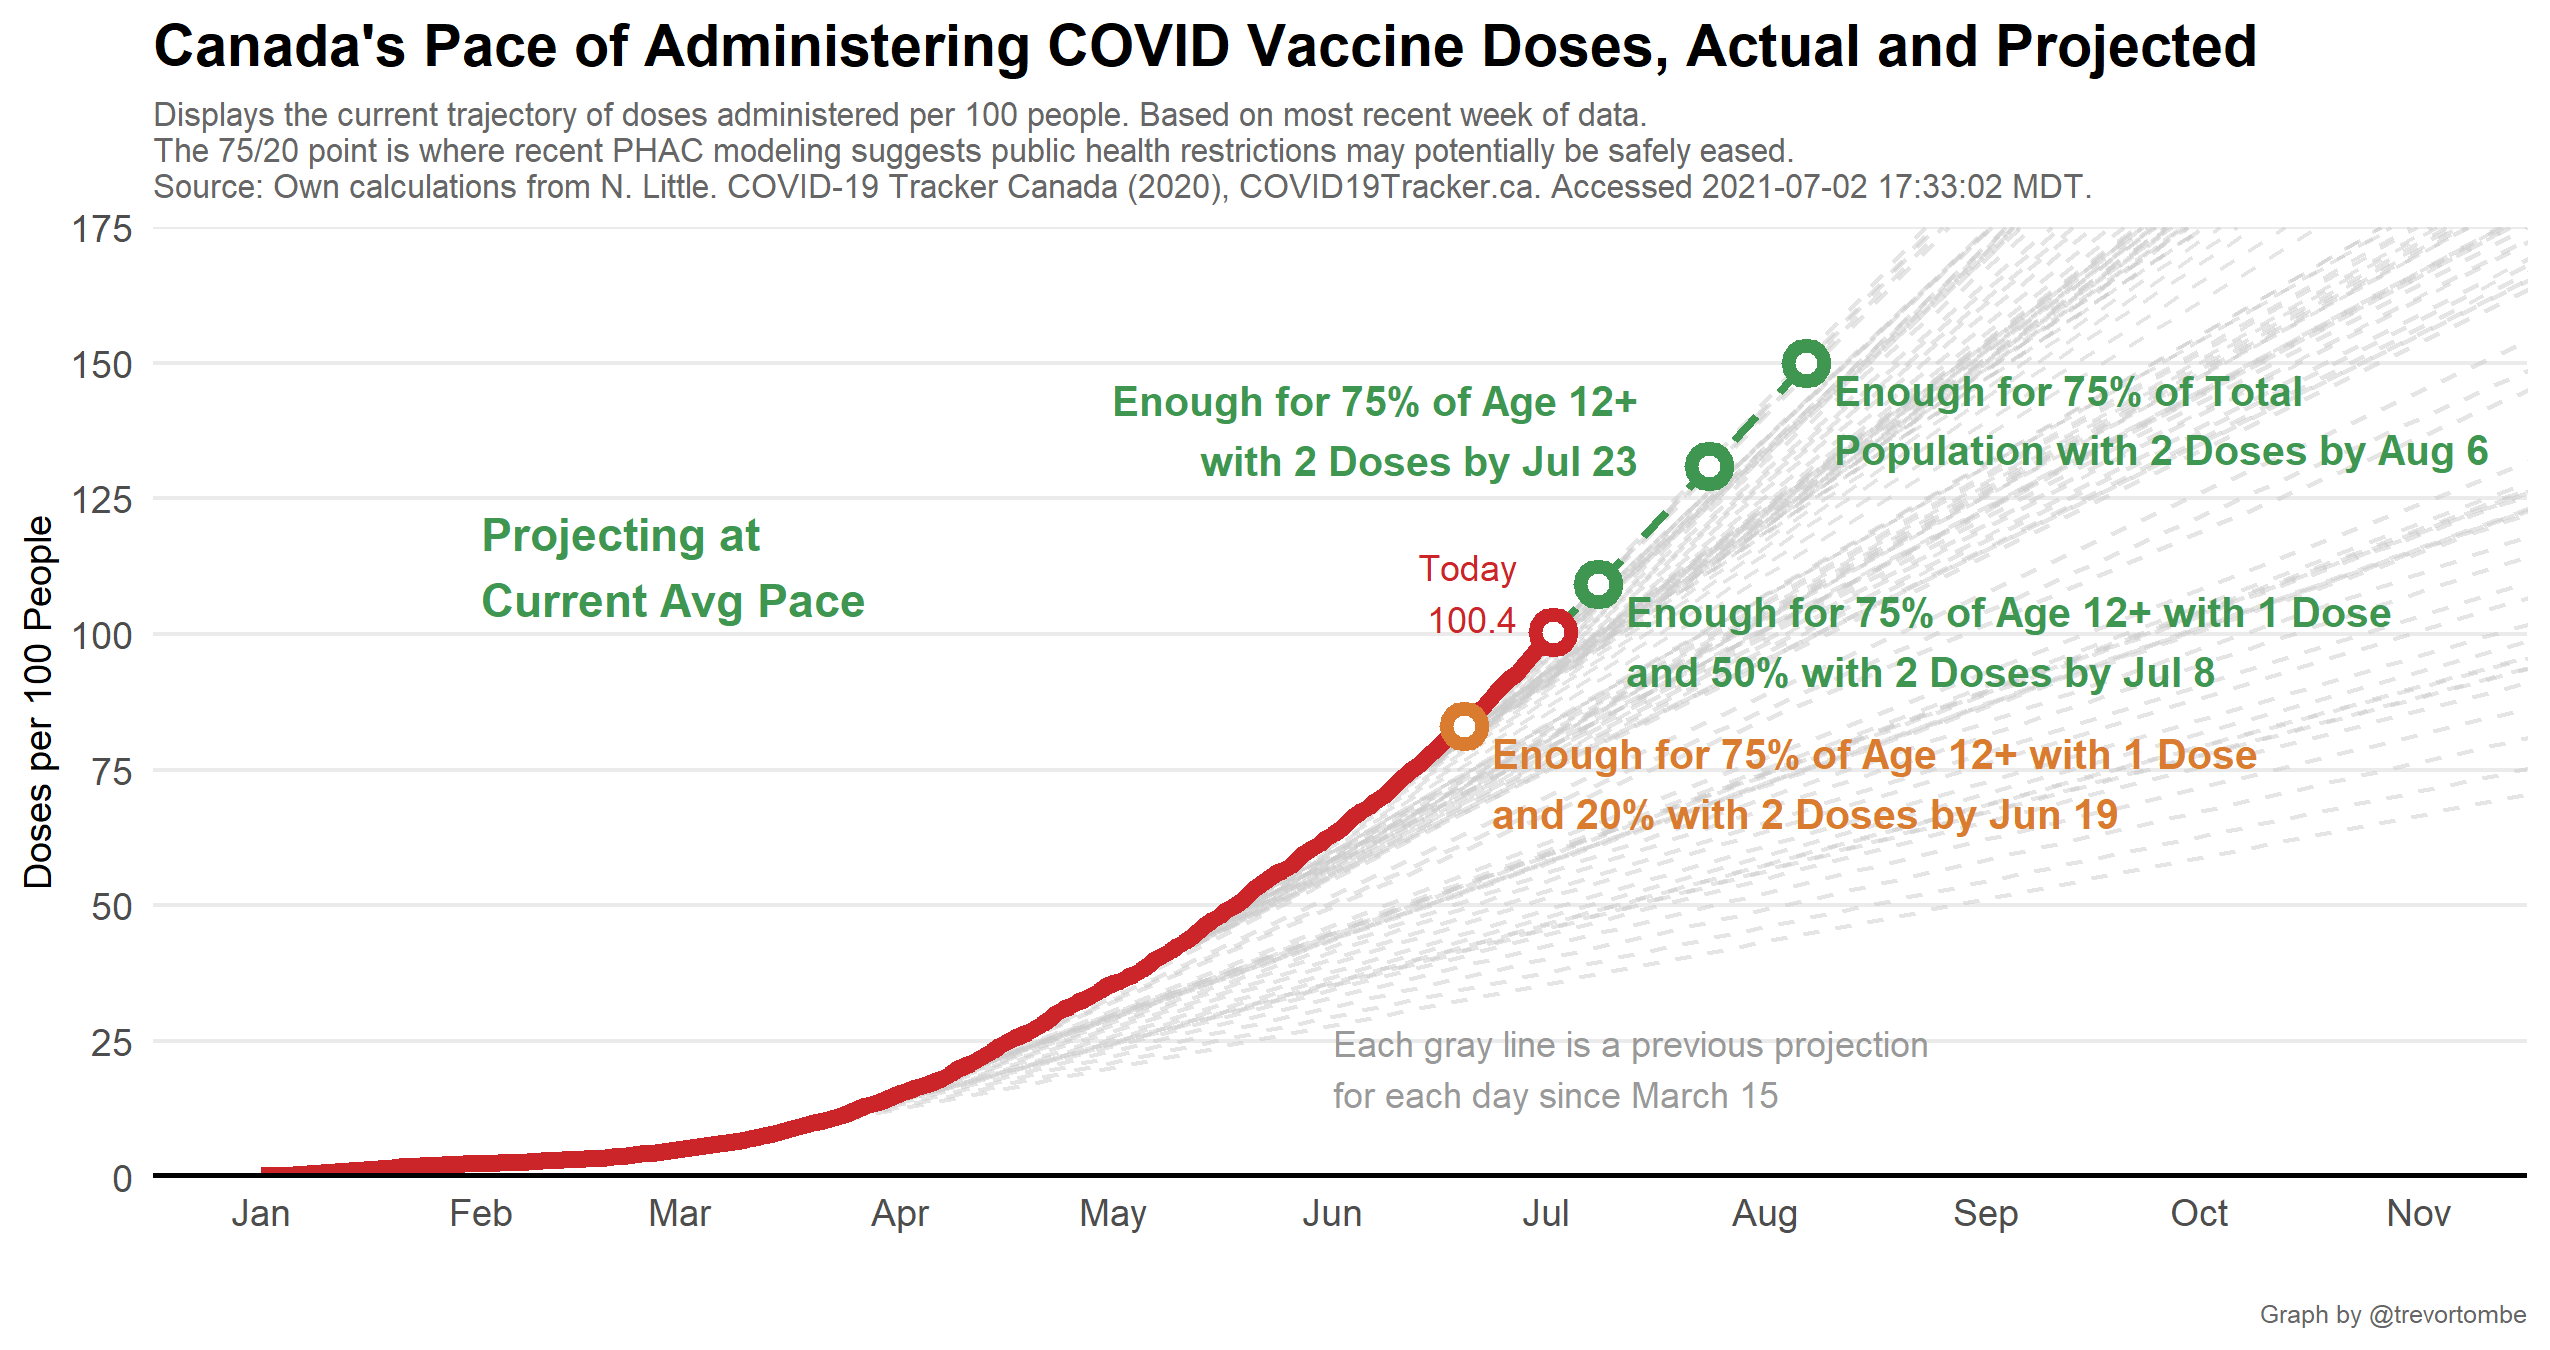 Canada's Pace of Administering COVID Vaccine Doses, Actual and Projected
Displays the current trajectory of doses administered per 100 people. Based on most recent week of data.
The 75/20 point is where recent PHAC modeling suggests public health restrictions may potentially be safely eased.
Source: Own calculations from N. Little. COVID-19 Tracker Canada (2020), COVID19Tracker.ca. Accessed 2021-07-02 17:33:02 MDT.
Doses per 100 People
175
150
125
100
75
50
25
0
Projecting at
Current Avg Pace
Enough for 75% of Age 12+
with 2 Doses by Jul 23
Enough for 75% of Total
Population with 2 Doses by Aug 6
Today
100.4
Enough for 75% of Age 12+ with 1 Dose
and 50% with 2 Doses by Jul 8
Enough for 75% of Age 12+ with 1 Dose
and 20% with 2 Doses by Jun 19
Each gray line is a previous projection
for each day since March 15
Jan Feb Mar Apr May Jun Jul Aug Sep Oct Nov
Graph by @trevortombe